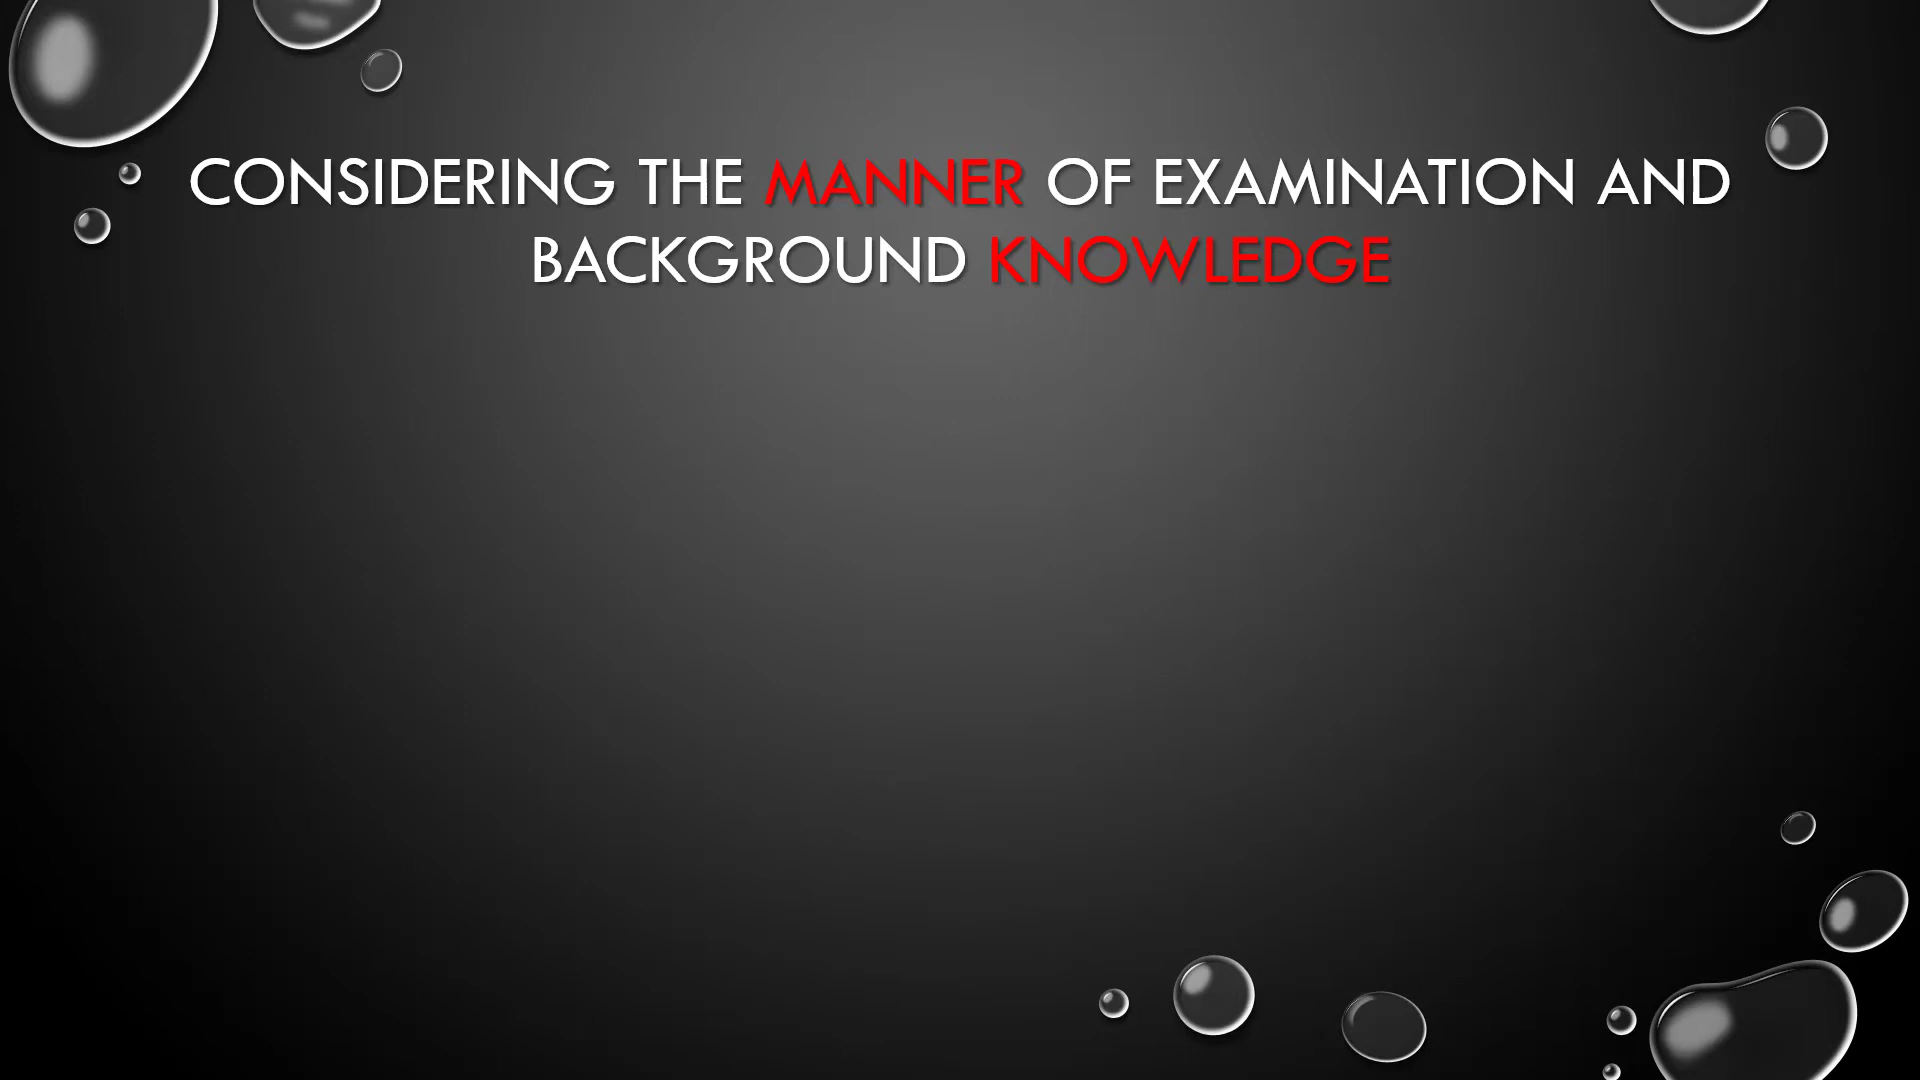 CONSIDERING THE MANNER OF EXAMINATION AND
BACKGROUND KNOWLEDGE